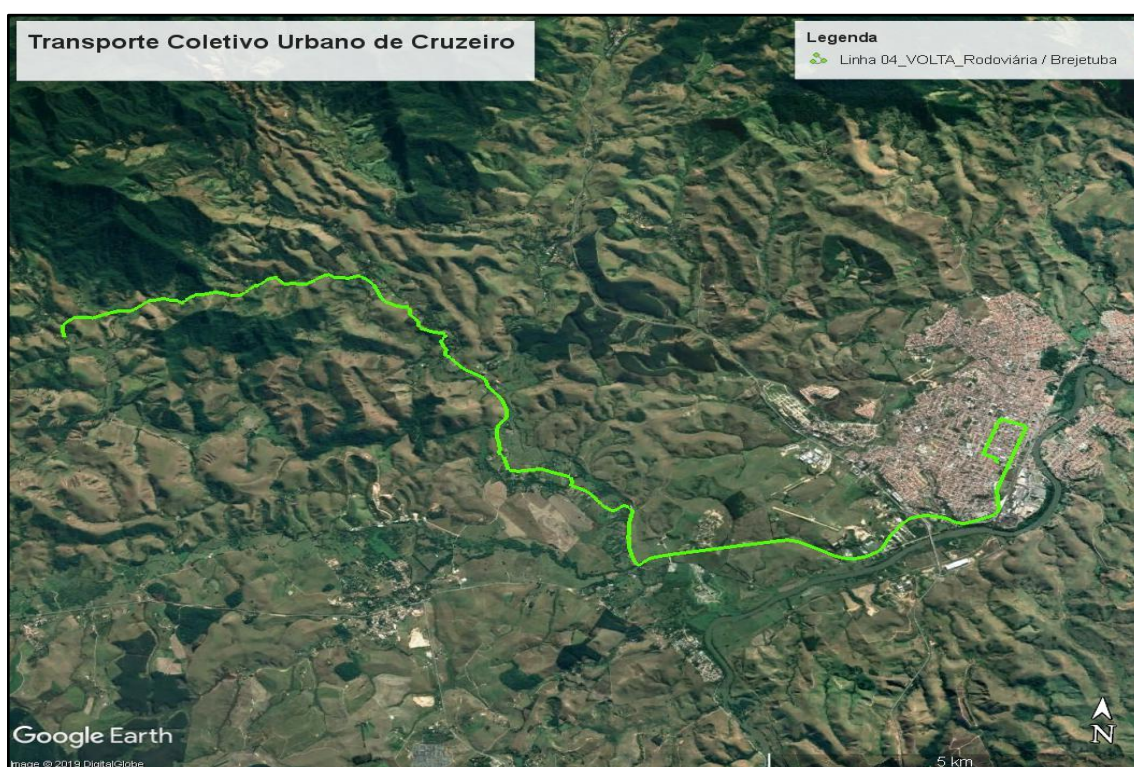 Transporte Coletivo Urbano de Cruzeiro
Legenda
Linha 04_VOLTA_Rodoviária / Brejetuba
Google Earth
Image © 2019 DigitalGlobe
N
5 km